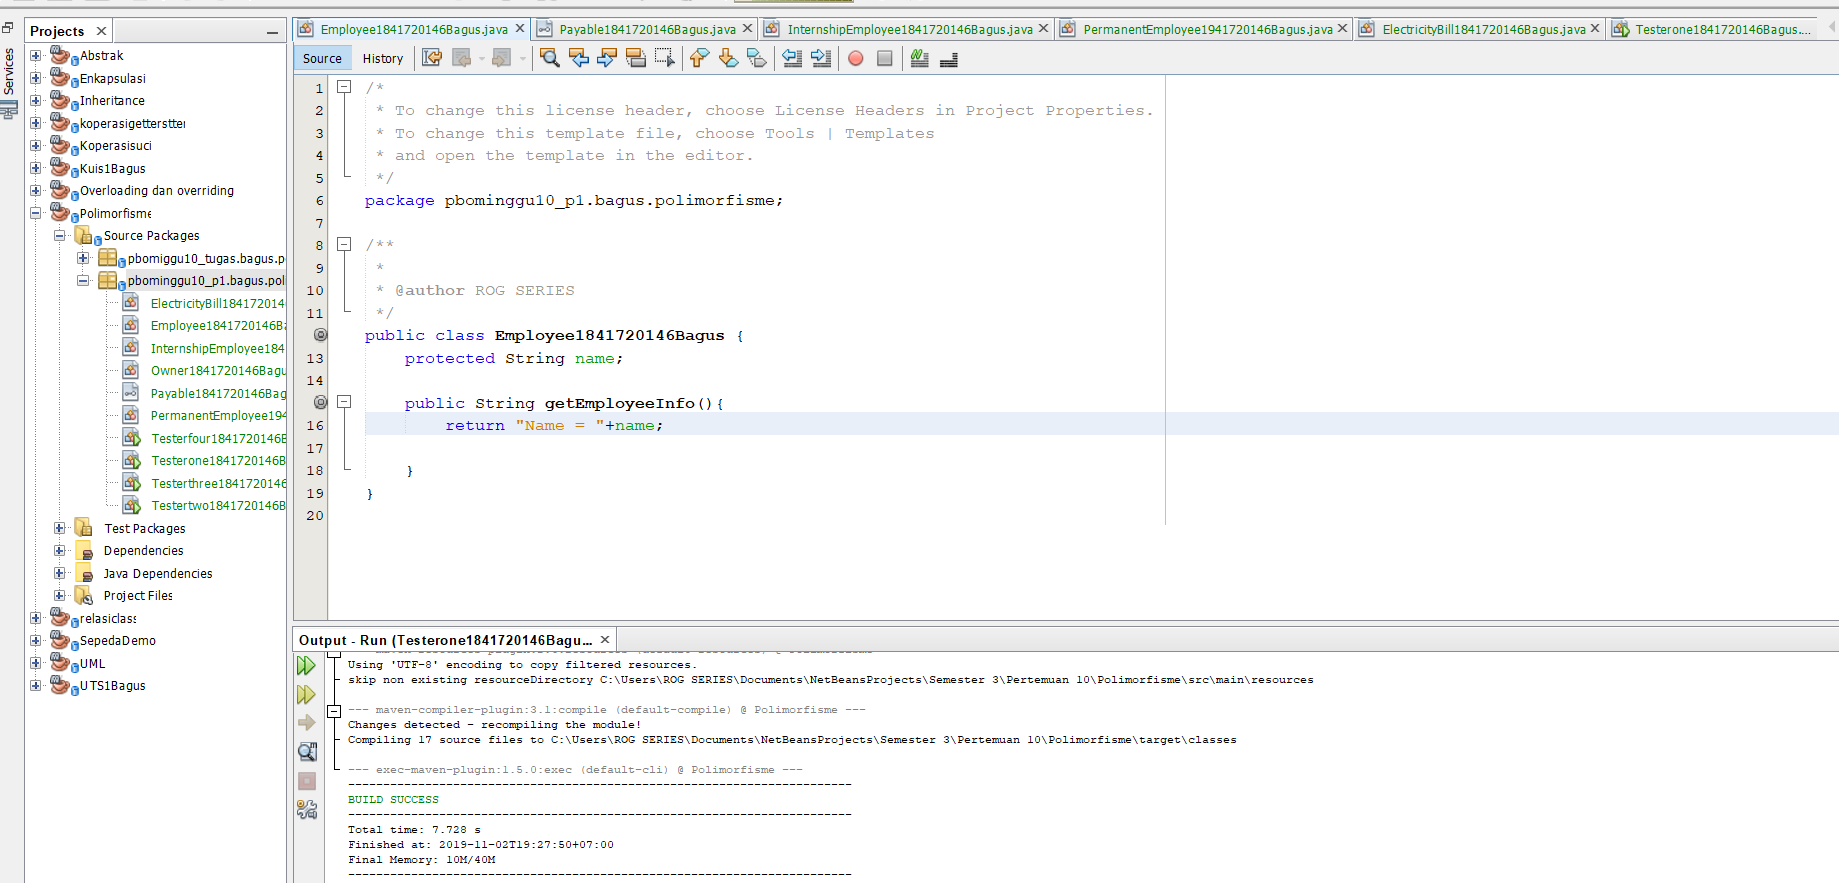 Services
Projects
Abstrak
Enkapsulasi
Inheritance
koperasigetterstter
Koperasisuci
Kuis1Bagus
Overloading dan overriding
Polimorfisme
Source Packages
pbomiggu10_tugas.bagus.p
pbominggu10_p1.bagus.pol
ElectricityBill184172014
Employee1841720146Ba
InternshipEmployee184
Owner1841720146Bagu
Payable1841720146Bag
PermanentEmployee194
Testerfour1841720146B
Testerone1841720146B
Testerthree1841720146
Testertwo1841720146B
Test Packages
Dependencies
Java Dependencies
Project Files
relasiclass
SepedaDemo
UML
UTS1Bagus
Employee1841720146Bagus.java Payable1841720146Bagus.java InternshipEmployee1841720146Bagus.java PermanentEmployee1941720146Bagus.java ElectricityBill1841720146Bagus.java Testerone1841720146Bagus....
Source History
1 /*
2 * To change this license header, choose License Headers in Project Properties.
3 * To change this template file, choose Tools | Templates
4 * and open the template in the editor.
5 */
6 package pbominggu10_p1.bagus.polimorfisme;
7
8 /**
9 *
10 * @author ROG SERIES
11 */
public class Employee1841720146Bagus {
13 protected String name;
14
public String getEmployeeInfo(){
16 return "Name = "+name;
17
18 }
19 }
20
Output - Run (Testerone1841720146Bagu...
Using 'UTF-8' encoding to copy filtered resources.
skip non existing resourceDirectory C:\Users\ROG SERIES\Documents\NetBeansProjects\Semester 3\Pertemuan 10\Polimorfisme\src\main\resources
--- maven-compiler-plugin:3.1:compile (default-compile) @ Polimorfisme ---
Changes detected - recompiling the module!
Compiling 17 source files to C:\Users\ROG SERIES\Documents\NetBeansProjects\Semester 3\Pertemuan 10\Polimorfisme\target\classes
--- exec-maven-plugin:1.5.0:exec (default-cli) @ Polimorfisme ---
------------------------------------------------------------------------
BUILD SUCCESS
------------------------------------------------------------------------
Total time: 7.728 s
Finished at: 2019-11-02T19:27:50+07:00
Final Memory: 10M/40M
------------------------------------------------------------------------